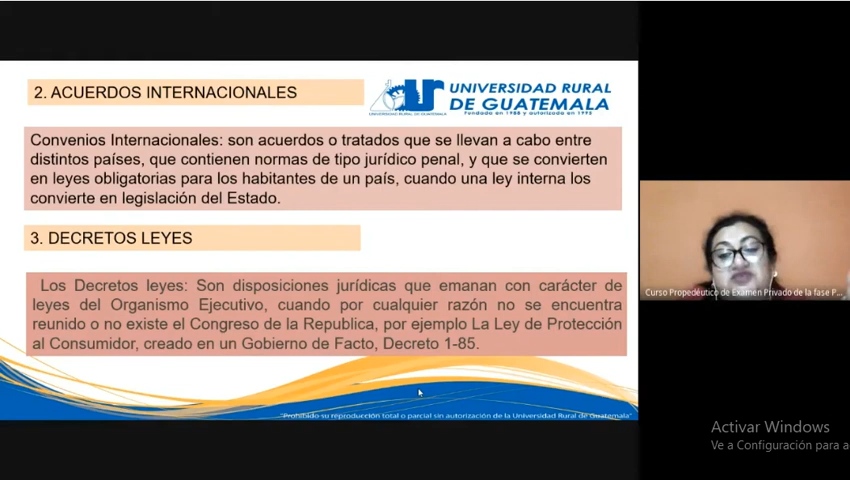 2. ACUERDOS INTERNACIONALES
UNIVERSIDAD RURAL
DE GUATEMALA
UNIVERSIDAD RURAL DE GUATEMALA
Fundada en 1988 y autorizada en 1995
Convenios Internacionales: son acuerdos o tratados que se llevan a cabo entre
distintos países, que contienen normas de tipo jurídico penal, y que se convierten
en leyes obligatorias para los habitantes de un país, cuando una ley interna los
convierte en legislación del Estado.
3. DECRETOS LEYES
Los Decretos leyes: Son disposiciones jurídicas que emanan con carácter de
leyes del Organismo Ejecutivo, cuando por cualquier razón no se encuentra
reunido o no existe el Congreso de la Republica, por ejemplo La Ley de Protección
al Consumidor, creado en un Gobierno de Facto, Decreto 1-85.
"Prohibido su reproducción total o parcial sin autorización de la Universidad Rural de Guatemala"
Curso Propedéutico de Examen Privado de la fase P...
Activar Windows
Ve a Configuración para a